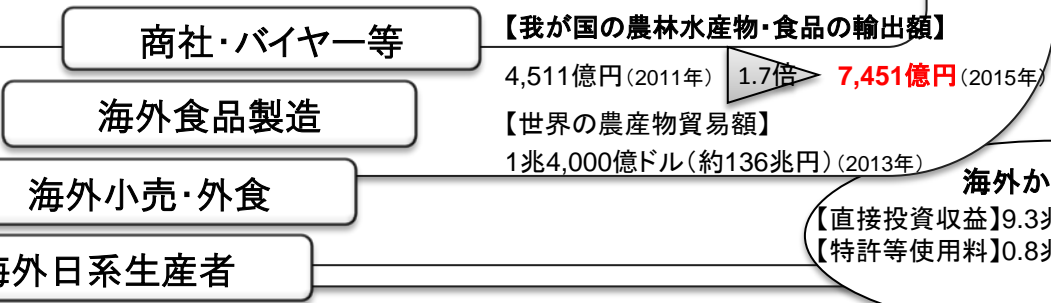 商社・バイヤー等
【我が国の農林水産物・食品の輸出額】
4,511億円（2011年） 1.7倍 7,451億円（2015年）
海外食品製造
【世界の農産物貿易額】
1兆4,000億ドル（約136兆円）（2013年）
海外小売・外食
海外か
【直接投資収益】9.3兆
【特許等使用料】0.8兆
海外日系生産者